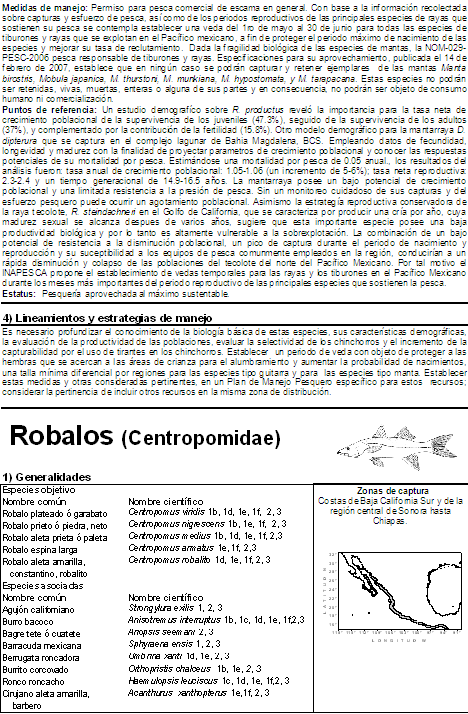 Medidas de manejo: Permiso para pesca comercial de escama en general. Con base a la información recolectada
sobre capturas y esfuerzo de pesca, así como de los periodos reproductivos de las principales especies de rayas que
sostienen su pesca se contempla establecer una veda del 1ro de mayo al 30 de junio para todas las especies de
tiburones y rayas que se explotan en el Pacífico mexicano, a fin de proteger el periodo máximo de nacimiento de las
especies y mejorar su tasa de reclutamiento. Dada la fragilidad biológica de las especies de mantas, la NOM-029-
PESC-2006 pesca responsable de tiburones y rayas. Especificaciones para su aprovechamiento, publicada el 14 de
febrero de 2007, establece que en ningún caso se podrán capturar y retener ejemplares de las mantas Manta
birostris, Mobula japanica, M. thurstoni, M. munkiana, M. hypostomata, y M. tarapacana. Estas especies no podrán
ser retenidas, vivas, muertas, enteras o alguna de sus partes y en consecuencia, no podrán ser objeto de consumo
humano ni comercialización.
Puntos de referencia: Un estudio demográfico sobre R. productus reveló la importancia para la tasa neta de
crecimiento poblacional de la supervivencia de los juveniles (47.3%), seguido de la supervivencia de los adultos
(37%), y complementado por la contribución de la fertilidad (15.8%). Otro modelo demográfico para la mantarraya D.
dipterura que se captura en el complejo lagunar de Bahía Magdalena, BCS. Empleando datos de fecundidad,
longevidad y madurez con la finalidad de proyectar parámetros de crecimiento poblacional y conocer las respuestas
potenciales de su mortalidad por pesca. Estimándose una mortalidad por pesca de 0.05 anual., los resultados del
análisis fueron: tasa anual de crecimiento poblacional: 1.05-1.06 (un incremento de 5-6%); tasa neta reproductiva:
2.3-2.4 y un tiempo generacional de 14.9-16.5 años. La mantarraya posee un bajo potencial de crecimiento
poblacional y una limitada resistencia a la presión de pesca. Sin un monitoreo cuidadoso de sus capturas y del
esfuerzo pesquero puede ocurrir un agotamiento poblacional. Asimismo la estrategia reproductiva conservadora de
la raya tecolote, R. steindachneri en el Golfo de California, que se caracteriza por producir una cría por año, cuya
madurez sexual se alcanza despues de varios años, sugiere que esta importante especie posee una baja
productividad biológica y por lo tanto es altamente vulnerable a la sobrexplotación. La combinación de un bajo
potencial de resistencia a la disminución poblacional, un pico de captura durante el periodo de nacimiento y
reproducción y su susceptibilidad a los equipos de pesca comunmente empleados en la región, conducirían a un
rápida disminución y colapso de las poblaciones del tecolote del norte del Pacífico Mexicano. Por tal motivo el
INAPESCA propone el establecimiento de vedas temporales para las rayas y los tiburones en el Pacífico Mexicano
durante los meses más importantes del periodo reproductivo de las principales especies que sostienen la pesca.
Estatus: Pesquería aprovechada al máximo sustentable.
4) Lineamientos y estrategias de manejo
Es necesario profundizar el conocimiento de la biología básica de estas especies, sus características demográficas,
la evaluación de la productividad de las poblaciones, evaluar la selectividad de los chinchorros y el incremento de la
capturabilidad por el uso de tirantes en los chinchorros. Establecer un periodo de veda con objeto de proteger a las
hembras que se acercan a las áreas de crianza para el alumbramiento y aumentar la probabilidad de nacimientos,
una talla mínima diferencial por regiones para las especies tipo guitarra y para las especies tipo manta. Establecer
estas medidas y otras consideradas pertinentes, en un Plan de Manejo Pesquero específico para estos recursos;
considerar la pertinencia de incluir otros recursos en la misma zona de distribución.
Robalos (Centropomidae)
1) Generalidades
Especies objetivo
Nombre común Nombre científico
Robalo plateado ó garabato Centropomus viridis 1b, 1d, 1e, 1f, 2, 3
Robalo prieto ó piedra, neto Centropomus nigrescens 1b, 1e, 1f, 2,3
Robalo aleta prieta ó paleta Centropomus medius 1b, 1d, 1e, 1f,2,3
Robalo espina larga Centropomus armatus 1e, 1f, 2,3
Robalo aleta amarilla, Centropomus robalito 1d, 1e, 1f, 2,3
constantino, robalito
Especies asociadas
Nombre común Nombre científico
Agujón californiano Strongylura exilis 1, 2, 3
Burro bacoco Anisotremus interruptus 1b, 1c, 1d, 1e, 1f,2,3
Bagre tete ó cuatete Ariopsis seemani 2, 3
Barracuda mexicana Sphyraena ensis 1, 2, 3
Berrugata roncadora Umbrina xanti 1d, 1e, 2, 3
Burrito corcovado Orthopristis chalceus 1b, 1e, 2, 3
Ronco roncacho Haemulopsis leuciscus 1c, 1d, 1e, 1f,2, 3
Cirujano aleta amarilla, Acanthurus xanthopterus 1e,1f, 2, 3
barbero
Zonas de captura
Costas de Baja California Sur y de la
región central de Sonora hasta
Chiapas.
LATITUD N
LONGITUD W